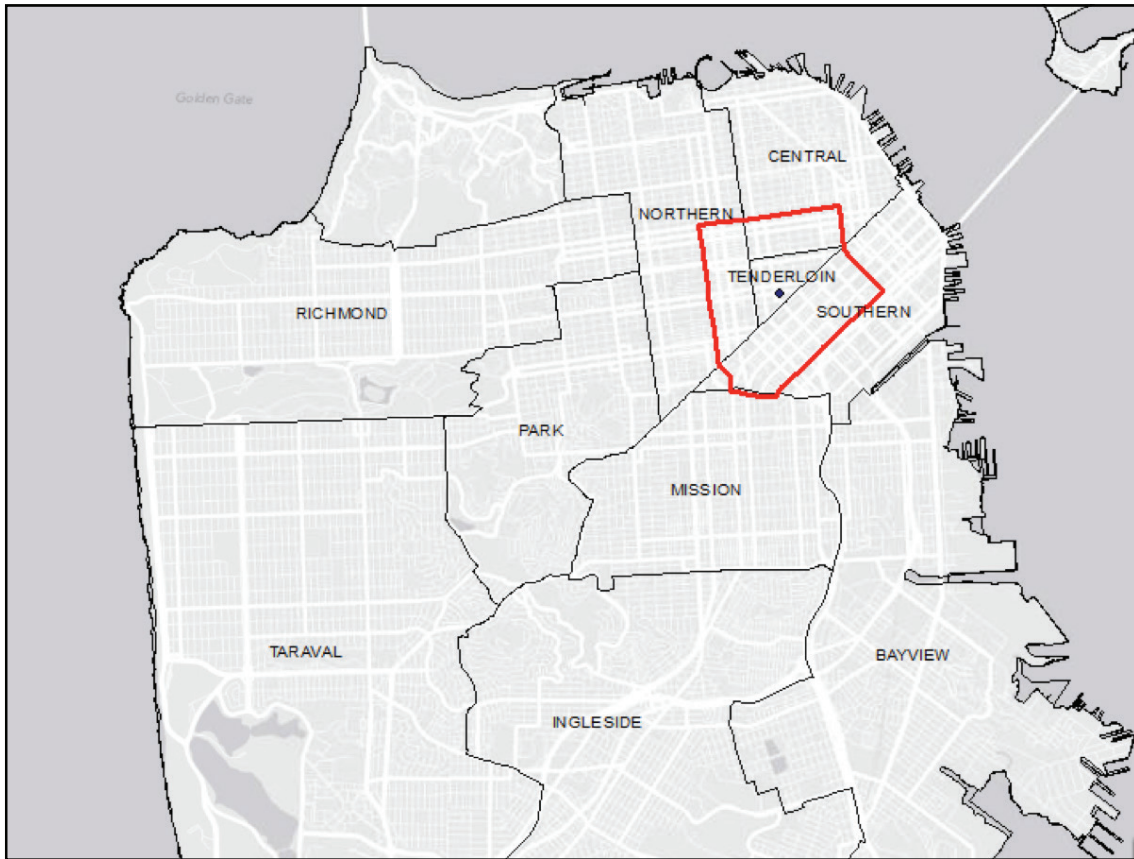 Golden Gate
CENTRAL
NORTHERN
TENDERLOIN
RICHMOND
SOUTHERN
PARK
MISSION
TARAVAL
BAYVIEW
INGLESIDE